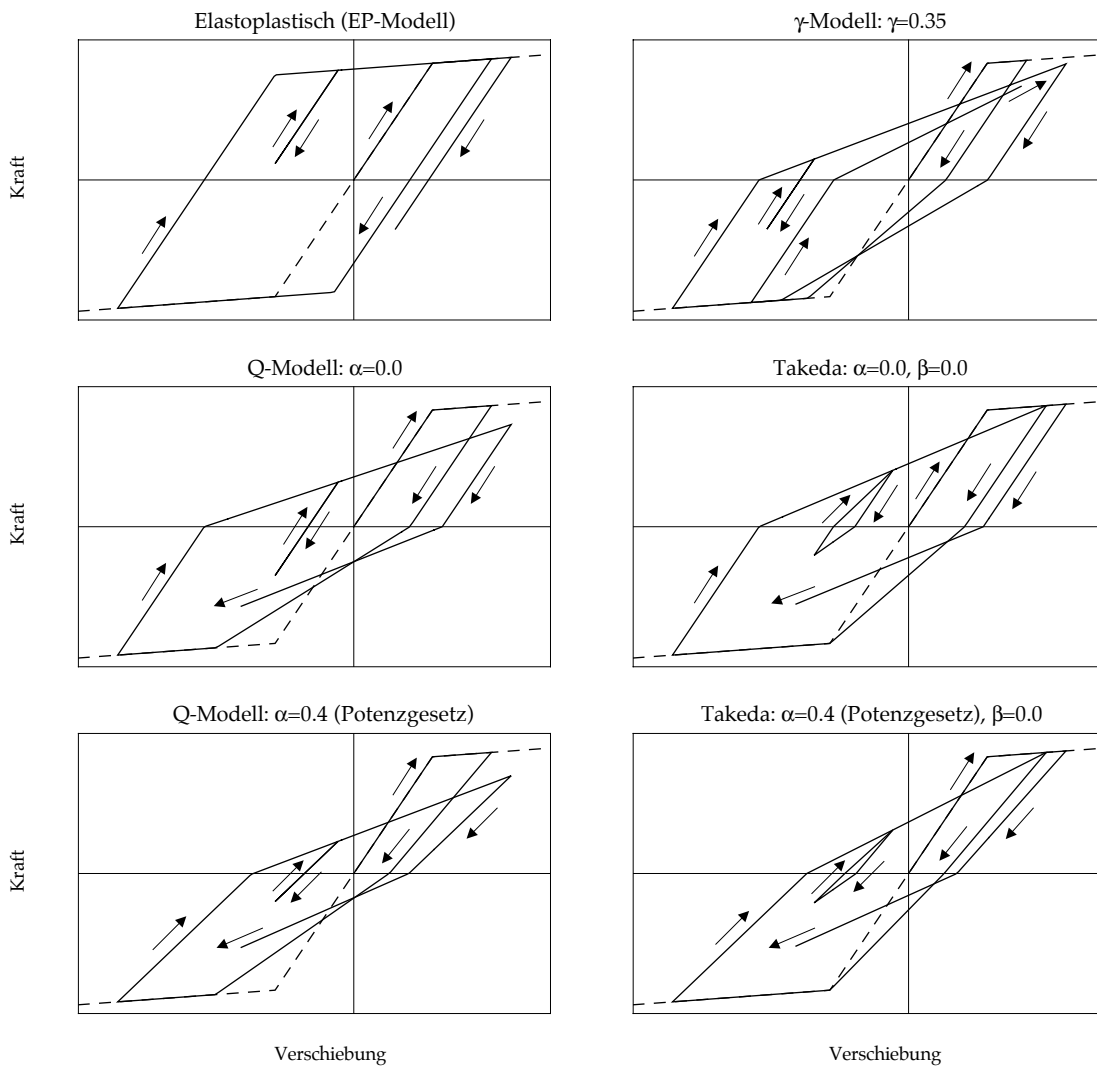 Elastoplastisch (EP-Modell)
γ-Modell: γ=0.35
Kraft
Q-Modell: α=0.0
Takeda: α=0.0, β=0.0
Kraft
Q-Modell: α=0.4 (Potenzgesetz)
Takeda: α=0.4 (Potenzgesetz), β=0.0
Kraft
Verschiebung
Verschiebung